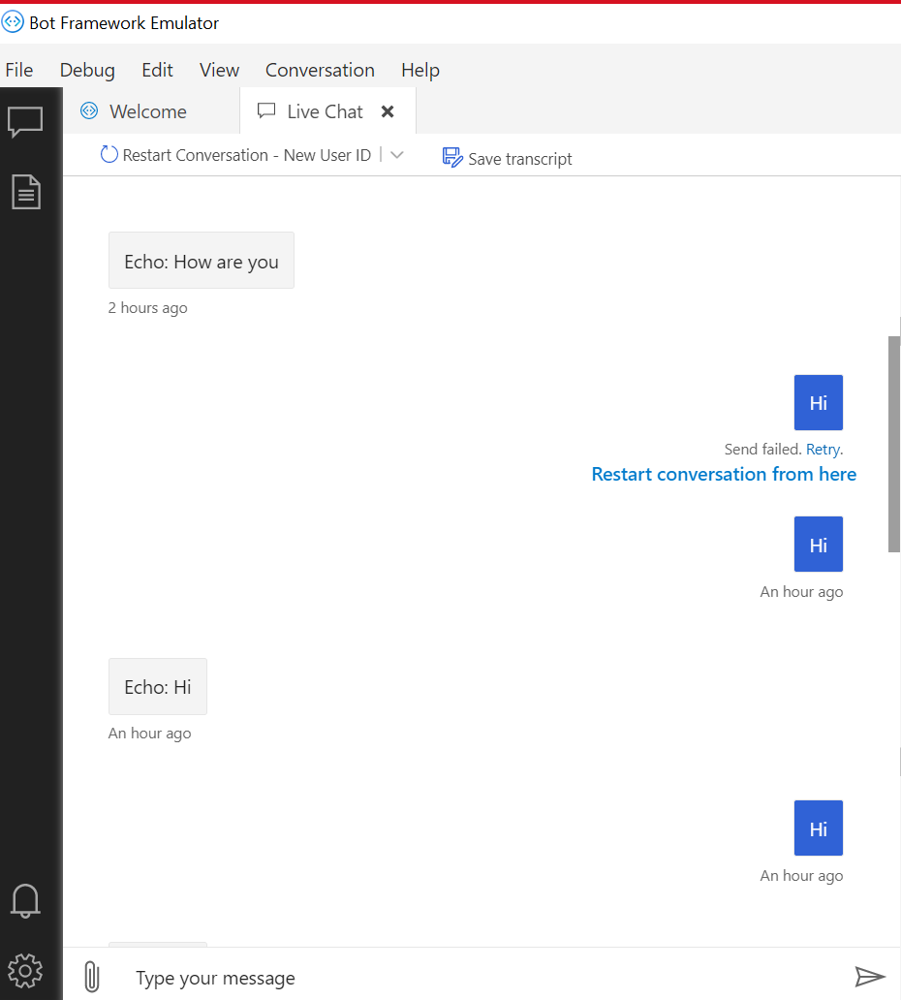 Bot Framework Emulator
File Debug Edit View Conversation Help
Welcome Live Chat
Restart Conversation - New User ID Save transcript
Echo: How are you
2 hours ago
Hi
Send failed. Retry.
Restart conversation from here
Hi
An hour ago
Echo: Hi
An hour ago
Hi
An hour ago
Type your message